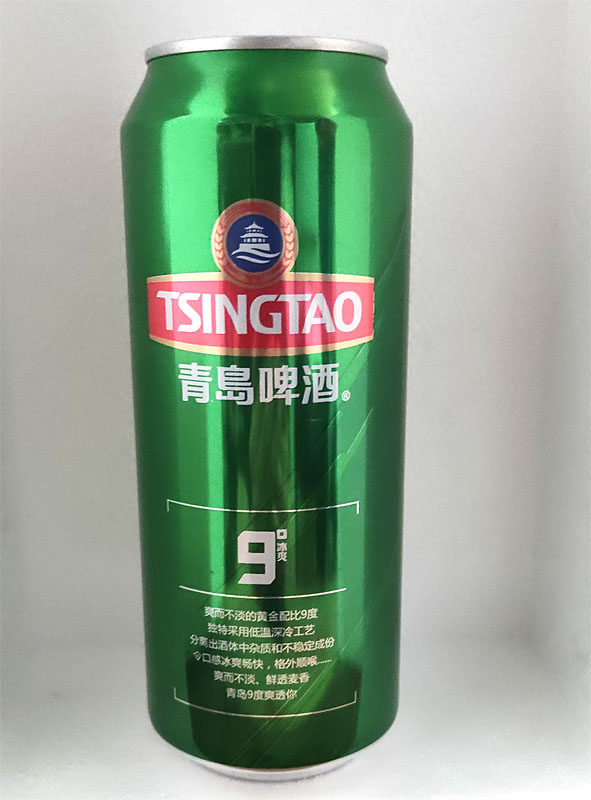 TSINGTAO
青島啤酒®
9°
冰爽
爽而不淡的黄金配比9度
独特采用低温深冷工艺
分离出酒体中杂质和不稳定成份
令口感冰爽畅快，格外顺喉......
爽而不淡、鲜透麦香
青岛9度爽透你